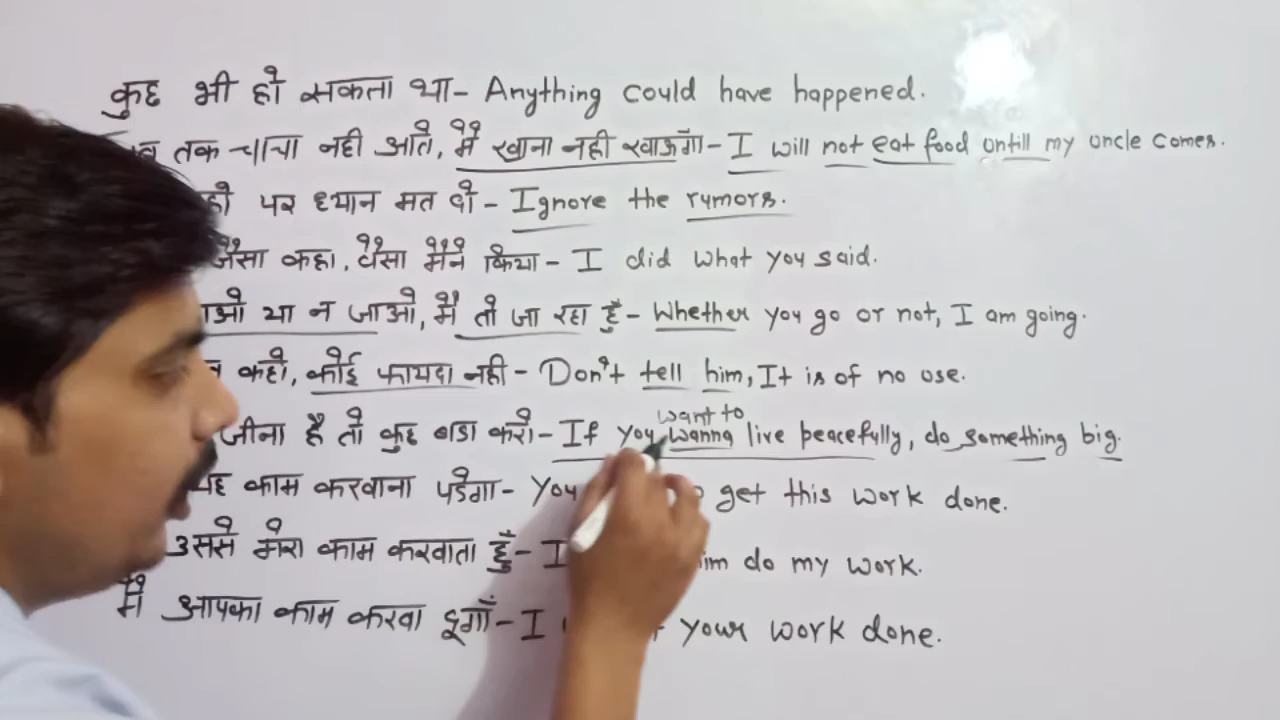 कुछ भी हो सकता था- Anything could have happened.
तक चाचा नही आते, मैं खाना नही खाऊगाँ- I will not eat food untill my uncle comes.
पर ध्यान मत दो - Ignore the rumors.
जैसा कहा, वैसा मैंने किया - I did what you said.
या न जाओ, मैं तो जा रहा हूँ- Whether you go or not, I am going.
कहो, कोई फायदा नही - Don't tell him, It is of no use.
want to
जीना है तो कुछ बडा करो- If you wanna live peacefully, do something big.
यह काम करवाना पडेगा- You get this work done.
उससे मेरा काम करवाता हूँ- I do my work.
मैं आपका काम करवा दूगाँ- I your work done.